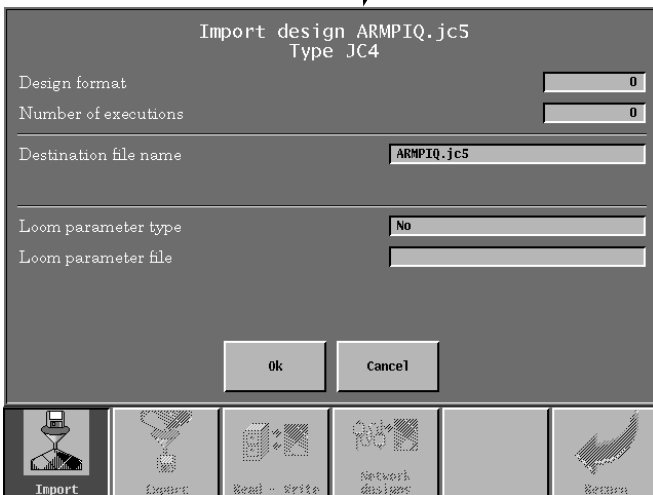 Import design ARMPIQ.jc5
Type JC4
Design format 0
Number of executions 0
Destination file name ARMPIQ.jc5
Loom parameter type No
Loom parameter file
Ok Cancel
Network
Import Export Read - Write designs Return